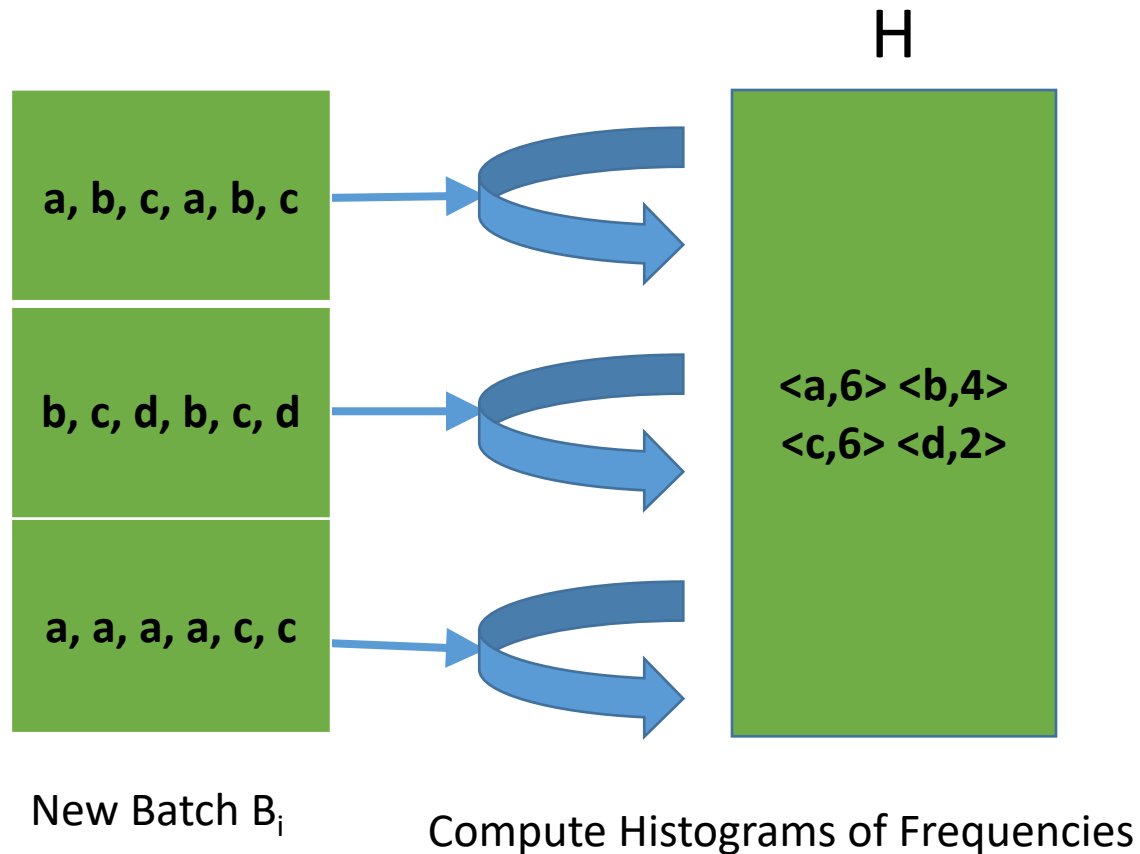 H
a, b, c, a, b, c
b, c, d, b, c, d
a, a, a, a, c, c
<a,6> <b,4>
<c,6> <d,2>
New Batch Bi
Compute Histograms of Frequencies